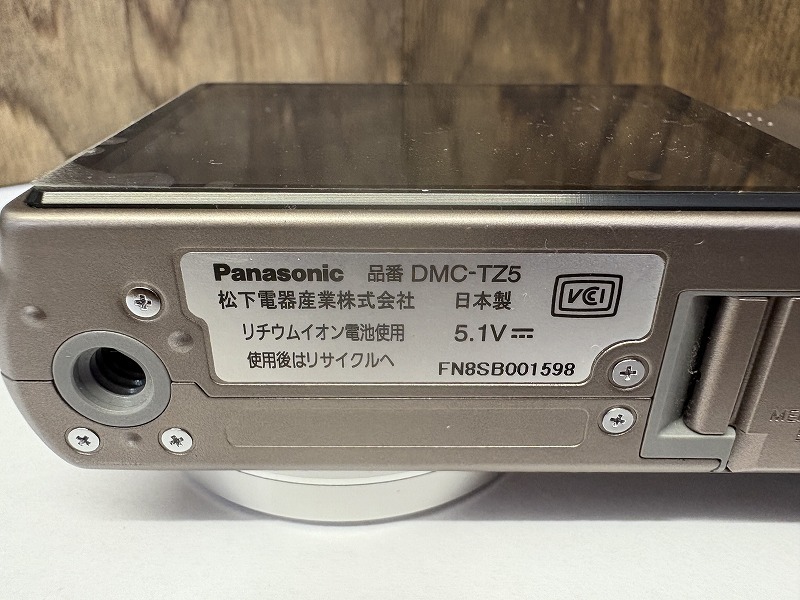 Panasonic 品番 DMC-TZ5
松下電器産業株式会社 日本製
VCI
リチウムイオン電池使用 5.1V⎓
使用後はリサイクルへ FN8SB001598